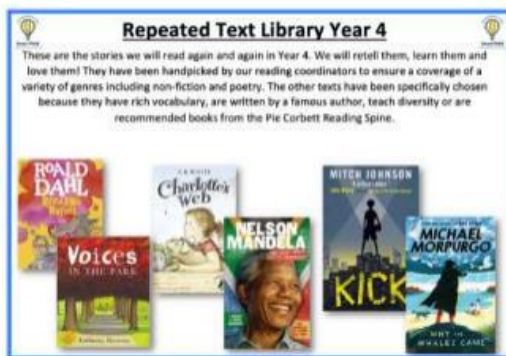 Repeated Text Library Year 4
These are the stories we will read again and again in Year 4. We will retell them, learn them and
love them! They have been handpicked by our reading coordinators to ensure a coverage of a
variety of genres including non-fiction and poetry. The other texts have been specifically chosen
because they have rich vocabulary, are written by a famous author, teach diversity or are
recommended books from the Pie Corbett Reading Spine.
ROALD
DAHL
VOICES
IN THE PARK
Anthony Browne
E.B. WHITE
Charlotte's
Web
NELSON
MANDELA
MITCH JOHNSON
KICK
MICHAEL
MORPURGO
WHY THE
WHALES CAME